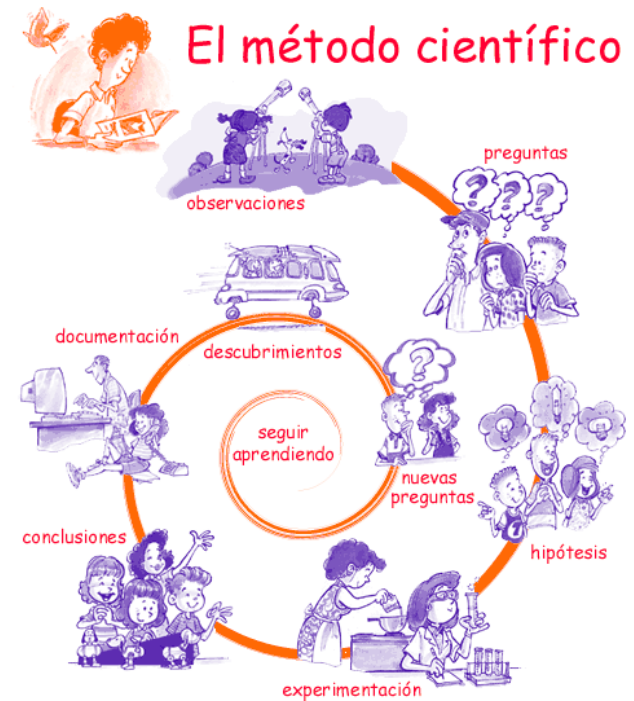 El método científico
observaciones
preguntas
hipótesis
experimentación
conclusiones
documentación
descubrimientos
nuevas
preguntas
seguir
aprendiendo